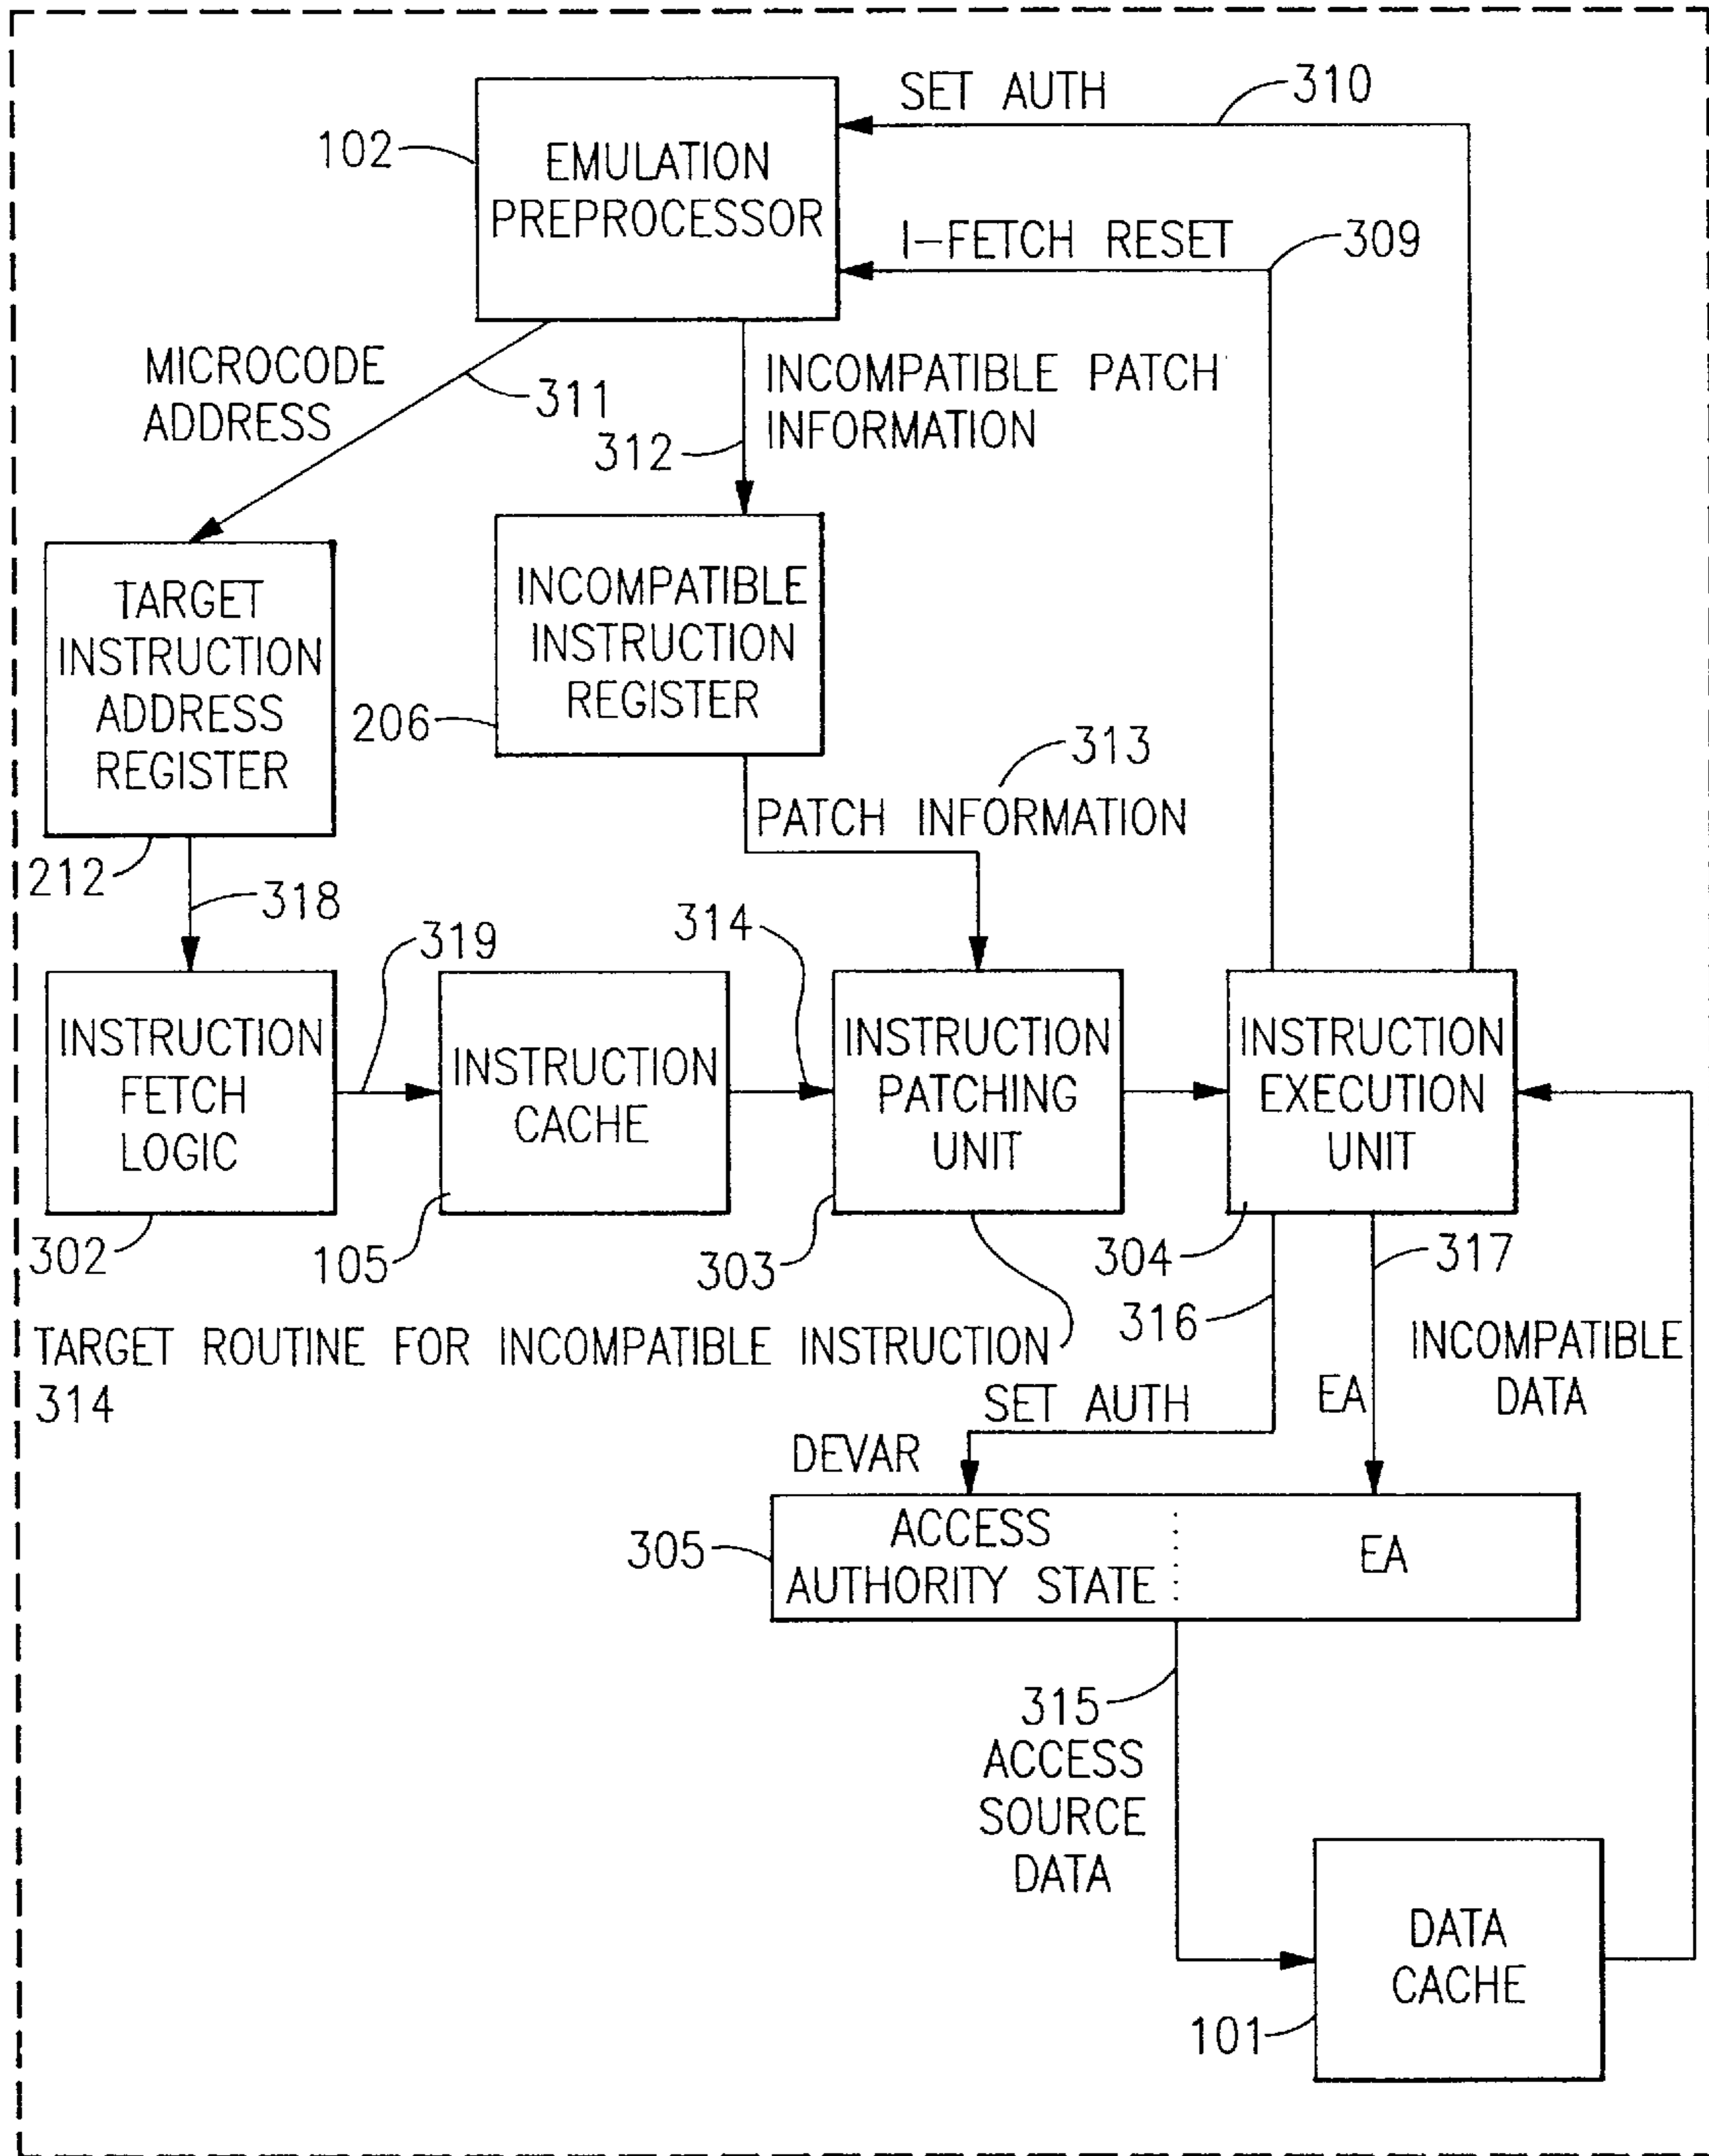 SET AUTH
310
102
EMULATION
PREPROCESSOR
I-FETCH RESET
309
MICROCODE
ADDRESS
311
INCOMPATIBLE PATCH
INFORMATION
312
TARGET
INSTRUCTION
ADDRESS
REGISTER
212
INCOMPATIBLE
INSTRUCTION
REGISTER
206
313
PATCH INFORMATION
318
319
314
INSTRUCTION
FETCH
LOGIC
302
INSTRUCTION
CACHE
105
INSTRUCTION
PATCHING
UNIT
303
INSTRUCTION
EXECUTION
UNIT
304
316
317
TARGET ROUTINE FOR INCOMPATIBLE INSTRUCTION
314
SET AUTH
EA
INCOMPATIBLE
DATA
DEVAR
305
ACCESS
AUTHORITY STATE
EA
315
ACCESS
SOURCE
DATA
DATA
CACHE
101